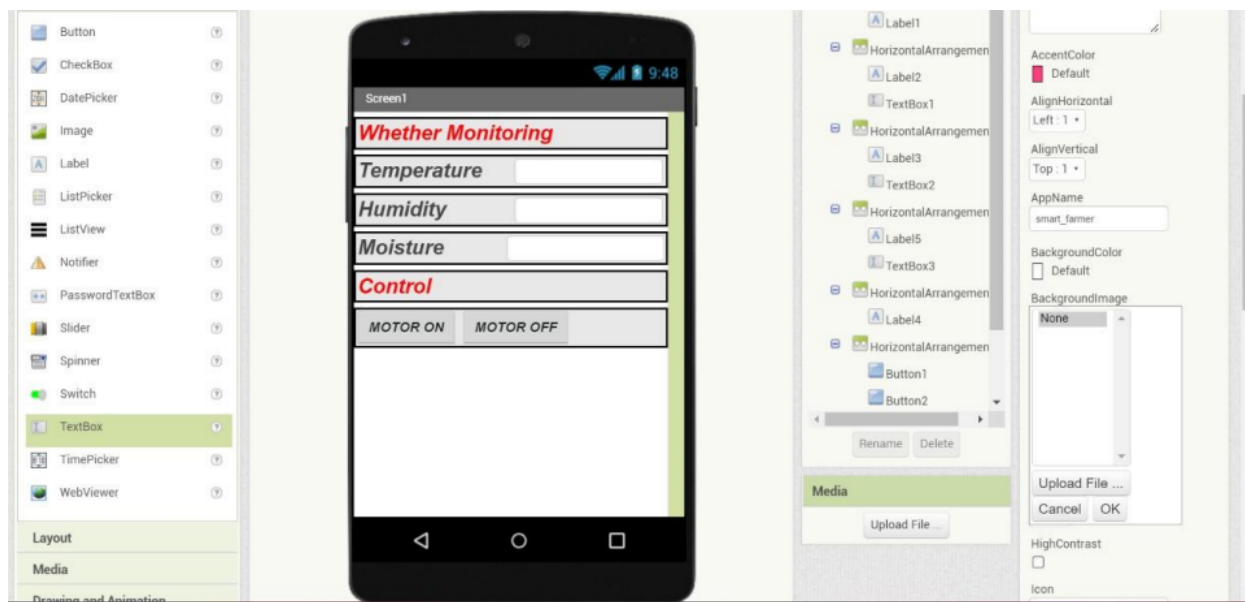 Button
CheckBox
DatePicker
Image
Label
ListPicker
ListView
Notifier
PasswordTextBox
Slider
Spinner
Switch
TextBox
TimePicker
WebViewer
Layout
Media
Drawing and Animation
9:48
Screen1
Whether Monitoring
Temperature
Humidity
Moisture
Control
MOTOR ON MOTOR OFF
Label1
HorizontalArrangemen
Label2
TextBox1
HorizontalArrangemen
Label3
TextBox2
HorizontalArrangemen
Label5
TextBox3
HorizontalArrangemen
Label4
HorizontalArrangemen
Button1
Button2
Rename Delete
Media
Upload File ...
AccentColor
Default
AlignHorizontal
Left : 1
AlignVertical
Top : 1
AppName
smart_farmer
BackgroundColor
Default
BackgroundImage
None
Upload File ...
Cancel OK
HighContrast
Icon